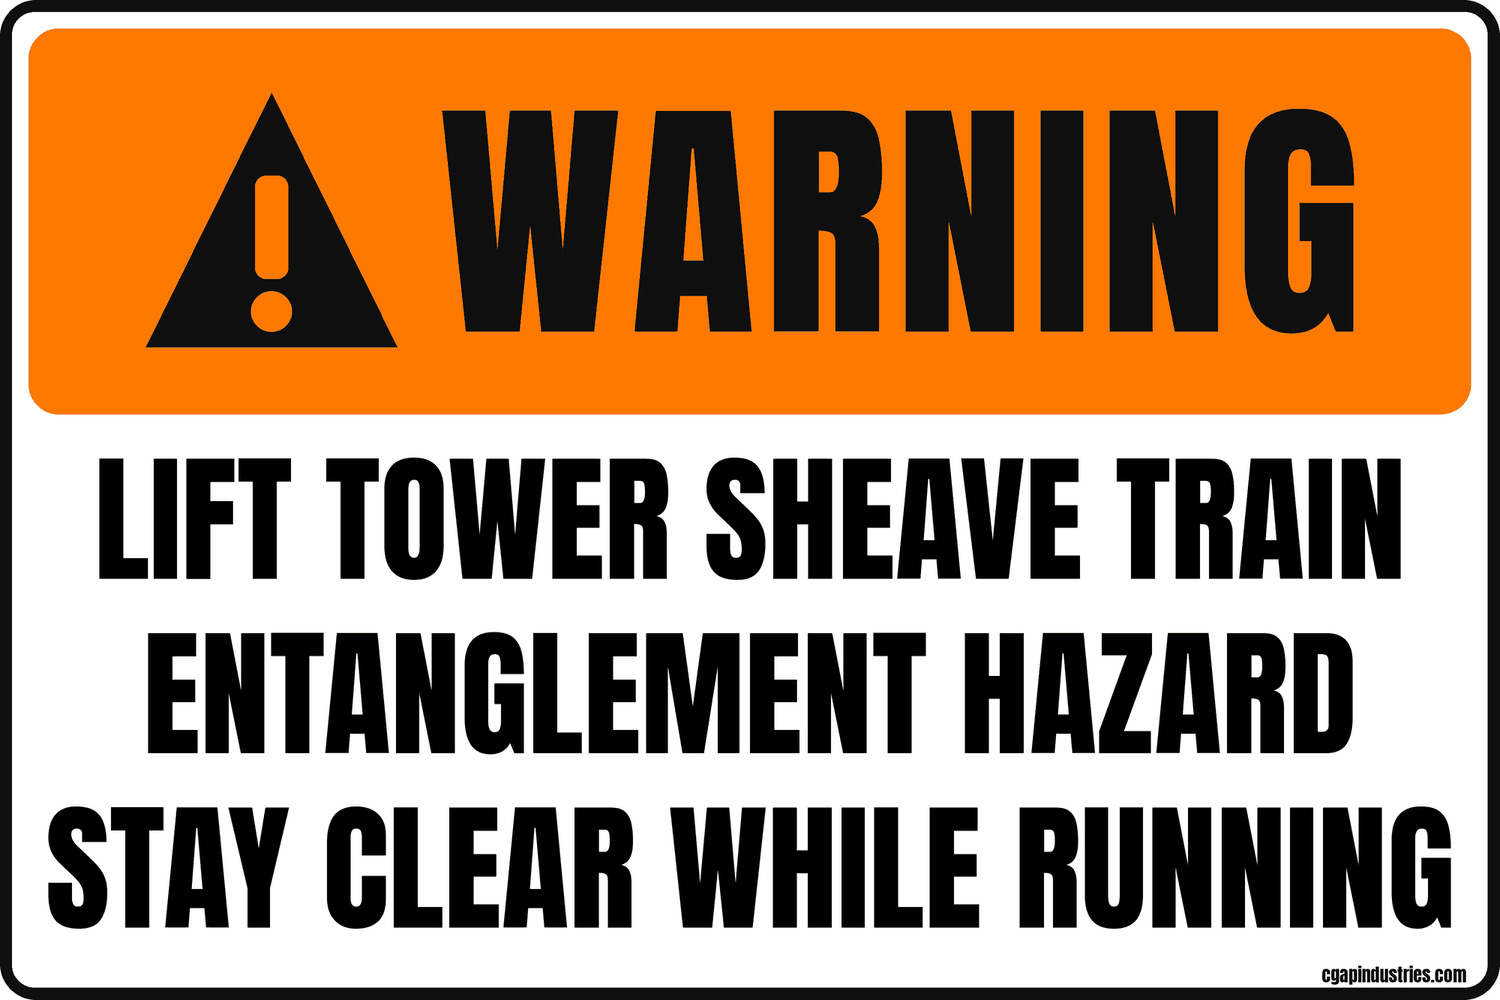 WARNING
LIFT TOWER SHEAVE TRAIN
ENTANGLEMENT HAZARD
STAY CLEAR WHILE RUNNING
cgapindustries.com